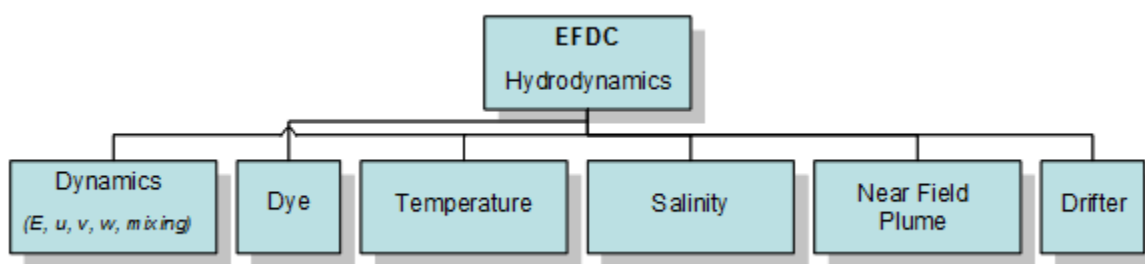 EFDC
Hydrodynamics
Dynamics
(E, u, v, w, mixing)
Dye
Temperature
Salinity
Near Field
Plume
Drifter